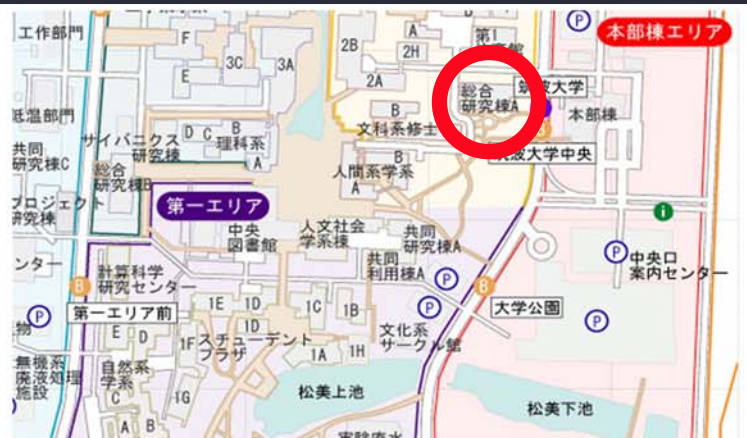 工作部門
F
E
3C
3A
2B
2A
A
2H
第1
P
本部棟エリア
総合
研究棟A
筑波大学
本部棟
B
文科系修士
筑波大学中央
低温部門
サイバニクス
研究棟
D
C
B
理科系
A
共同
研究棟C
総合
研究棟B
B
人間系学系
A
プロジェクト
研究棟
第一エリア
中央
図書館
人文社会
学系棟
共同
研究棟A
共同
利用棟A
i
P
中央口
案内センター
ンター
計算科学
研究センター
B
第一エリア前
P
P
P
B
大学公園
P
1E
1D
1D
1C
1B
1F
スチューデント
プラザ
1A
1H
文化系
サークル館
物
E
D
自然系
学系
C
A
B
1G
無機系
廃液処理
施設
松美上池
松美下池